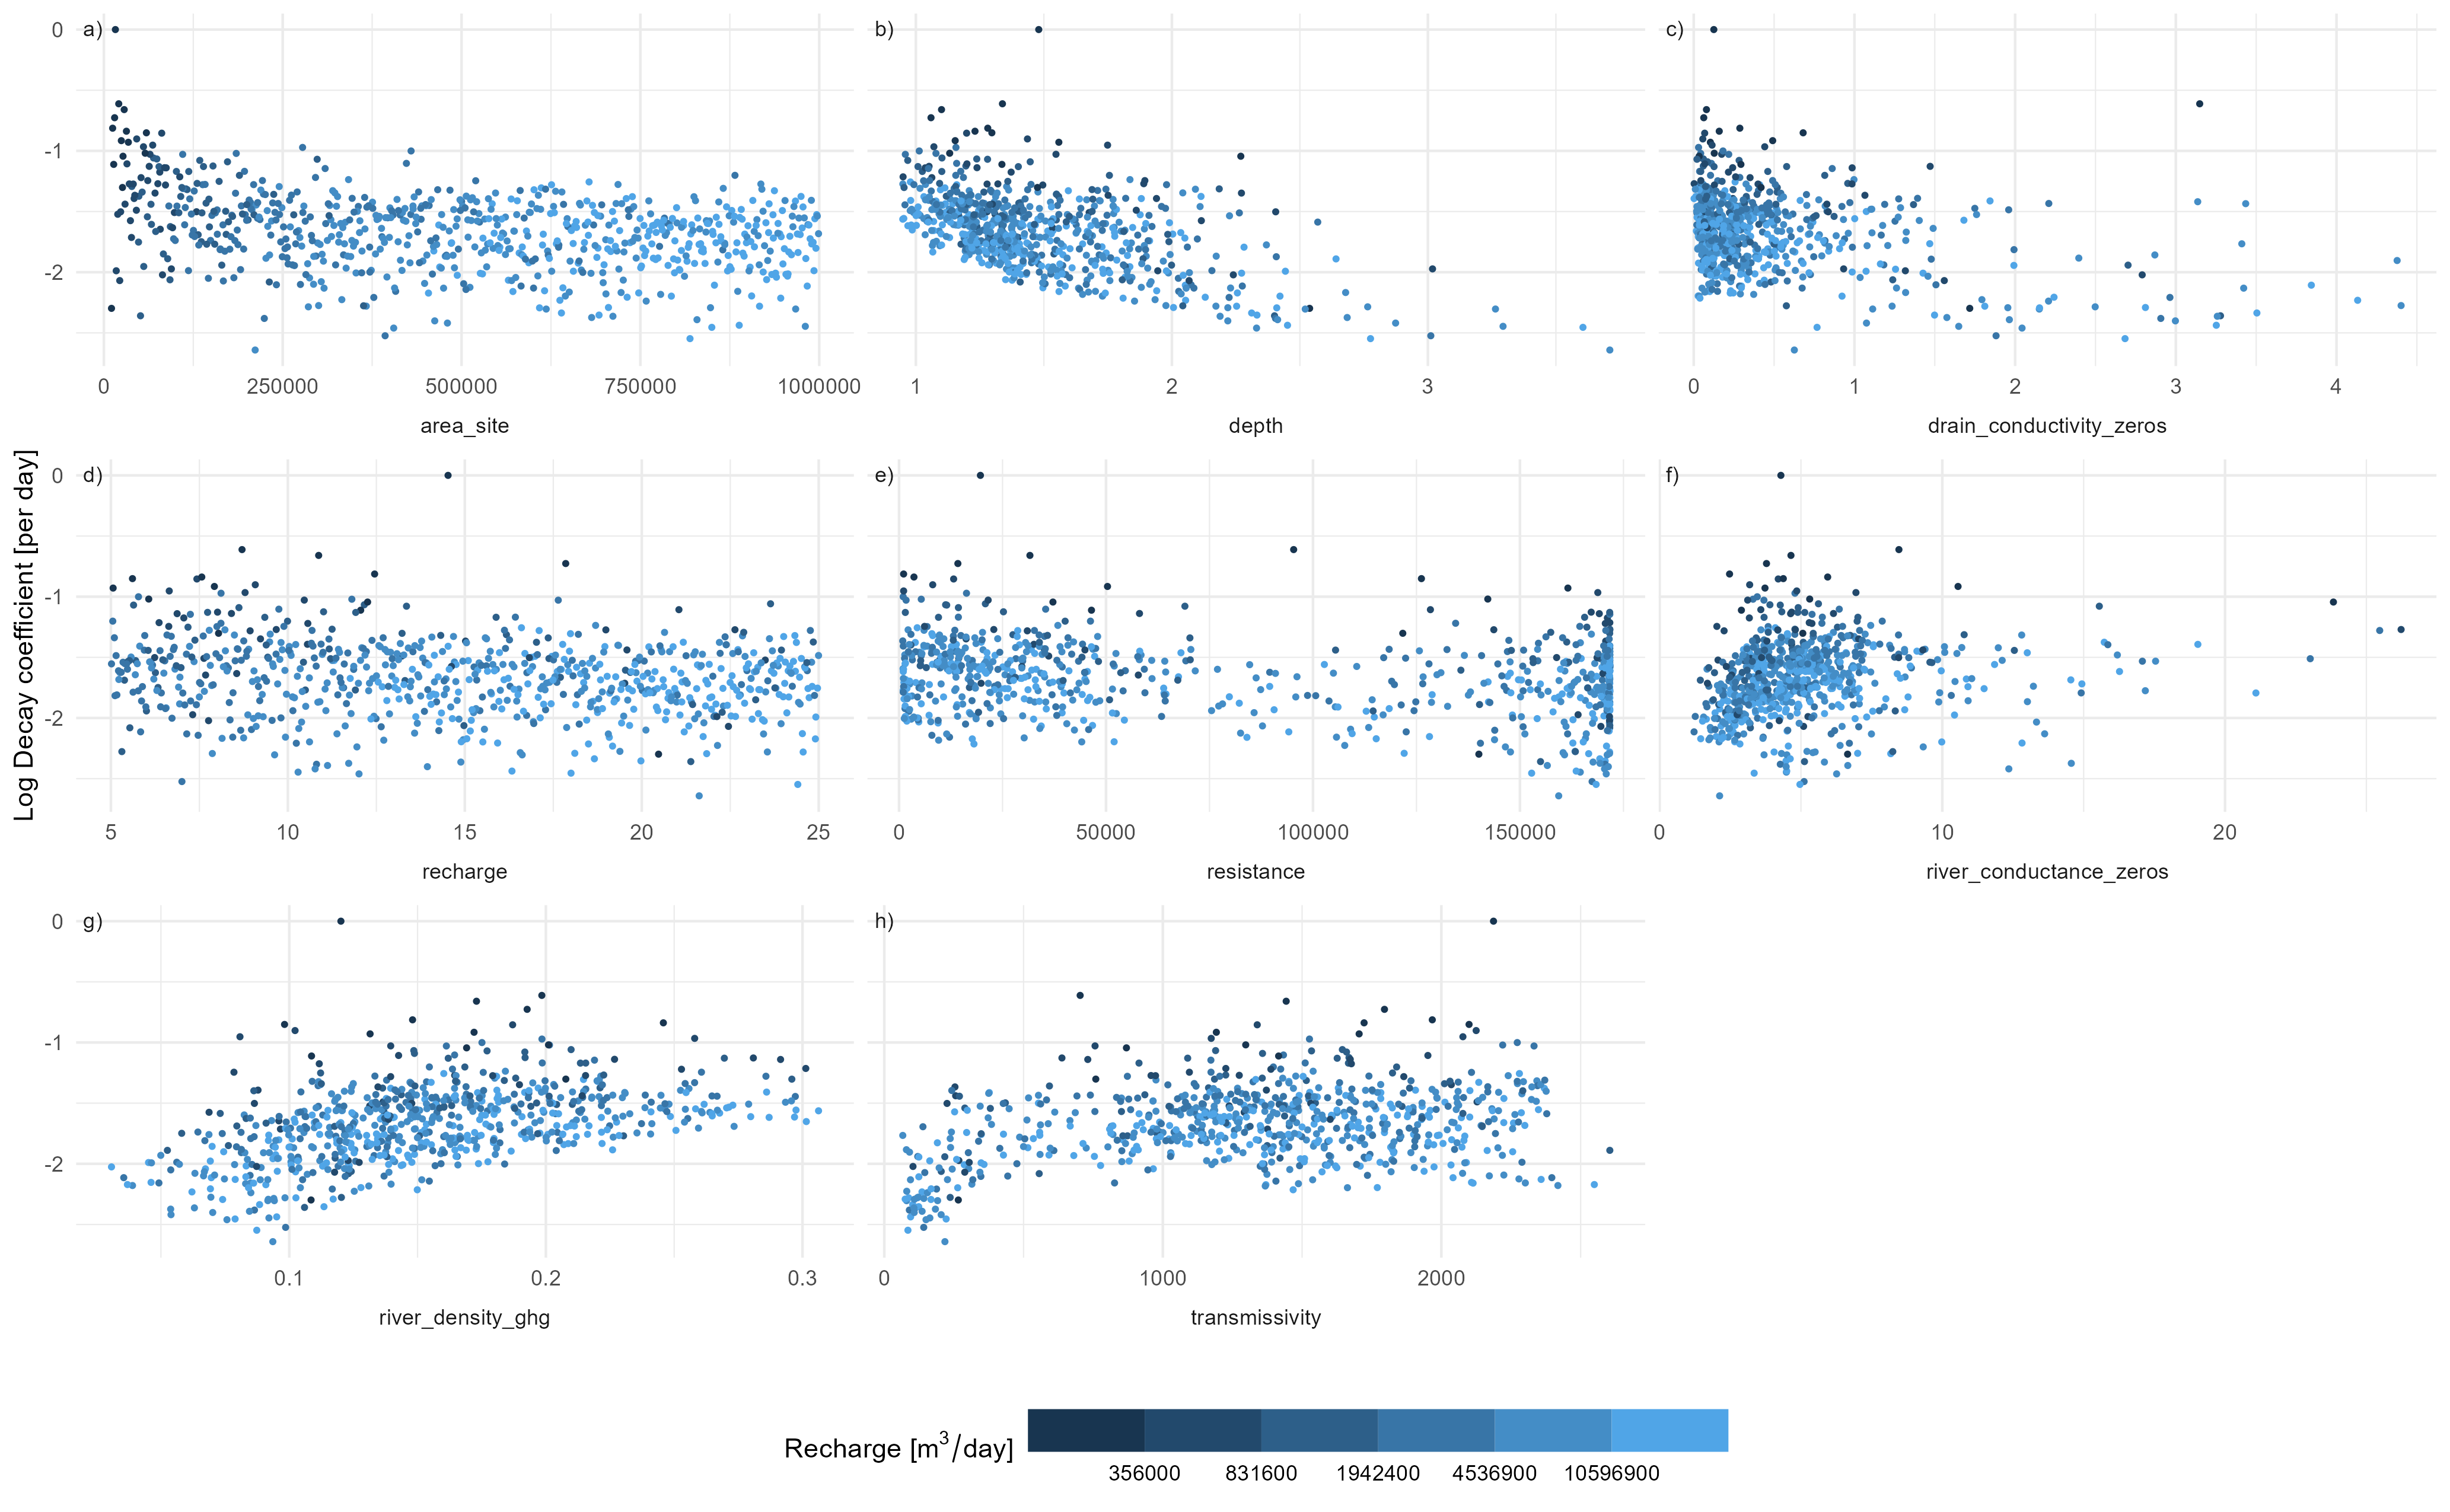 a) b) c)
0
-1
-2
0 250000 500000 750000 1000000 1 2 3 0 1 2 3 4
area_site depth drain_conductivity_zeros
Log Decay coefficient [per day]
d) e) f)
0
-1
-2
5 10 15 20 25 0 50000 100000 150000 0 10 20
recharge resistance river_conductance_zeros
g) h)
0
-1
-2
0.1 0.2 0.3 0 1000 2000
river_density_ghg transmissivity
Recharge [m³/day]
356000 831600 1942400 4536900 10596900